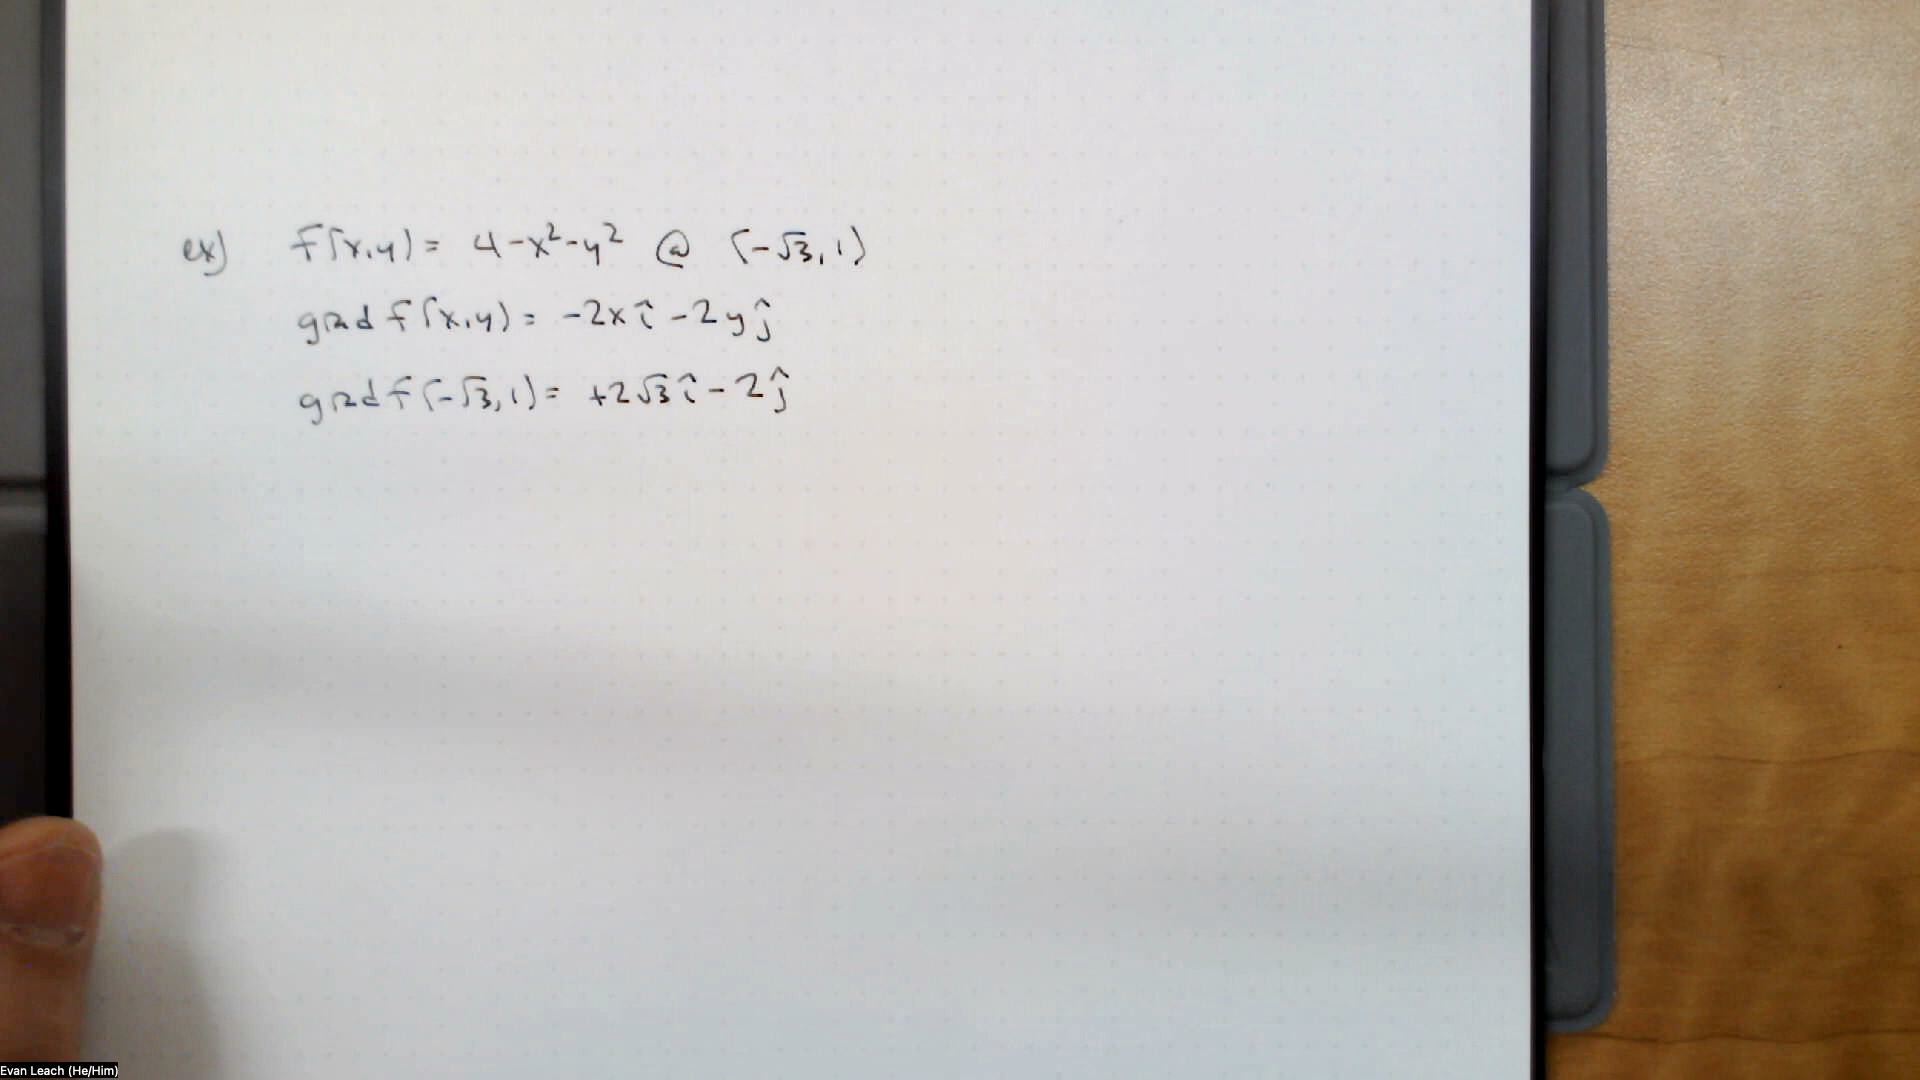 ex) f(x,y) = 4-x²-y² @ (-√3, 1)
grad f(x,y) = -2x î - 2y ĵ
grad f(-√3, 1) = +2√3 î - 2 ĵ
Evan Leach (He/Him)